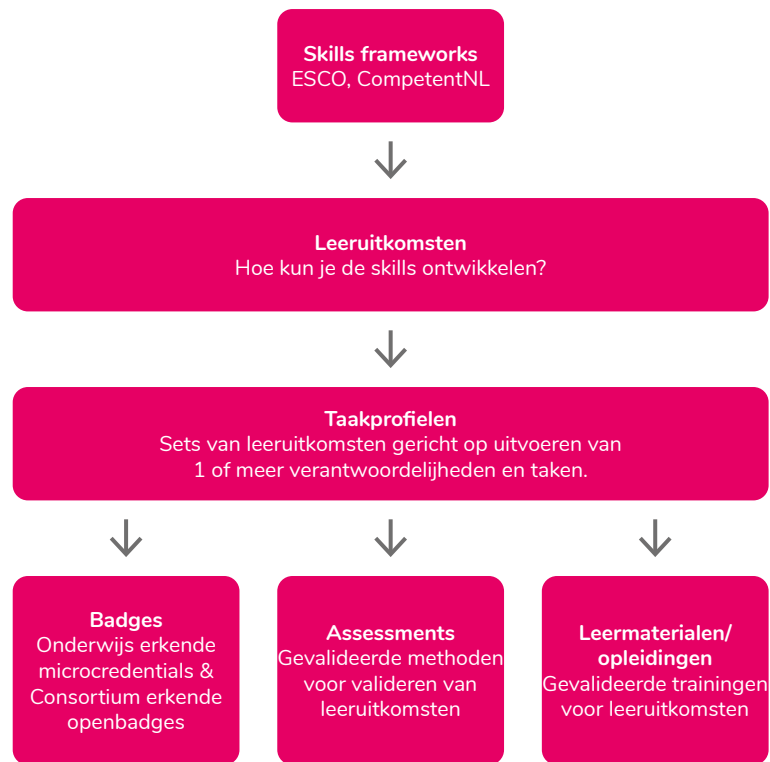 Skills frameworks
ESCO, CompetentNL
Leeruitkomsten
Hoe kun je de skills ontwikkelen?
Taakprofielen
Sets van leeruitkomsten gericht op uitvoeren van
1 of meer verantwoordelijheden en taken.
Badges
Onderwijs erkende
microcredentials &
Consortium erkende
openbadges
Assessments
Gevalideerde methoden
voor valideren van
leeruitkomsten
Leermaterialen/
opleidingen
Gevalideerde trainingen
voor leeruitkomsten